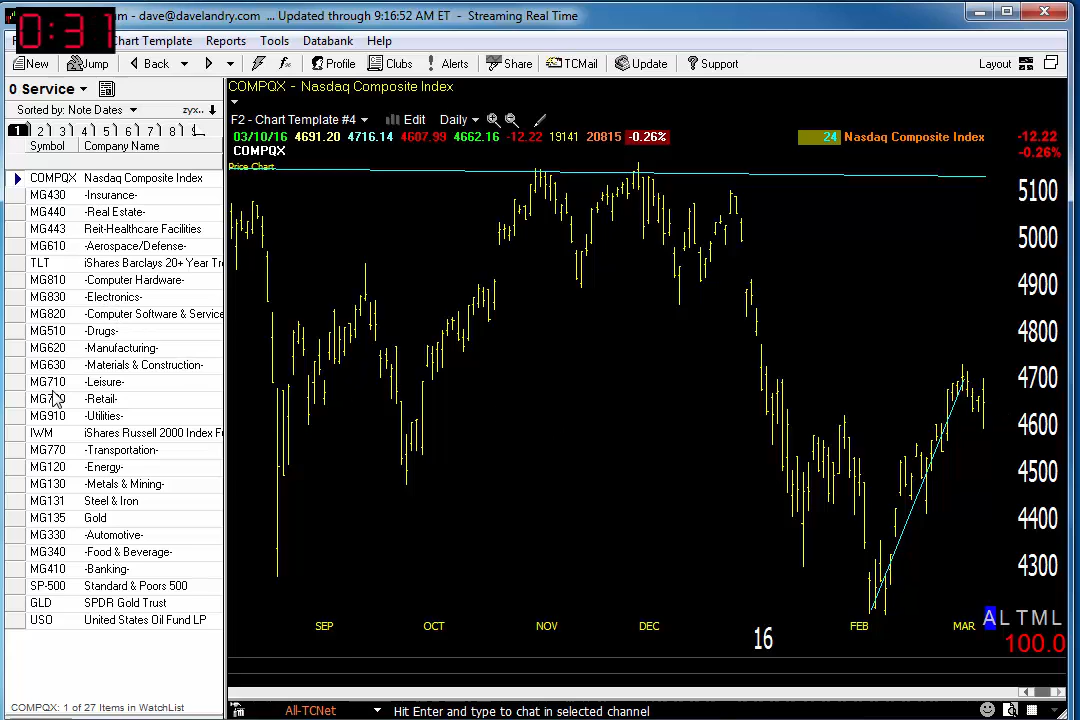 am - dave@davelandry.com ... Updated through 9:16:52 AM ET - Streaming Real Time
0:31
Chart Template Reports Tools Databank Help
New Jump Back Profile Clubs Alerts Share TCMail Update Support Layout
0 Service
Sorted by: Note Dates zyx..
1 2 3 4 5 6 7 8
Symbol Company Name
COMPQX Nasdaq Composite Index
MG430 -Insurance-
MG440 -Real Estate-
MG443 Reit-Healthcare Facilities
MG610 -Aerospace/Defense-
TLT iShares Barclays 20+ Year Tr
MG810 -Computer Hardware-
MG830 -Electronics-
MG820 -Computer Software & Service
MG510 -Drugs-
MG620 -Manufacturing-
MG630 -Materials & Construction-
MG710 -Leisure-
-Retail-
MG910 -Utilities-
IWM iShares Russell 2000 Index F
MG770 -Transportation-
MG120 -Energy-
MG130 -Metals & Mining-
MG131 Steel & Iron
MG135 Gold
MG330 -Automotive-
MG340 -Food & Beverage-
MG410 -Banking-
SP-500 Standard & Poors 500
GLD SPDR Gold Trust
USO United States Oil Fund LP
COMPQX: 1 of 27 Items in WatchList
COMPQX - Nasdaq Composite Index
F2 - Chart Template #4 Edit Daily
03/10/16 4691.20 4716.14 4607.99 4662.16 -12.22 19141 20815 -0.26% 24 Nasdaq Composite Index -12.22
-0.26%
COMPQX
Price Chart
5100
5000
4900
4800
4700
4600
4500
4400
4300
SEP OCT NOV DEC 16 FEB MAR
A L T M L
100.0
All-TCNet Hit Enter and type to chat in selected channel